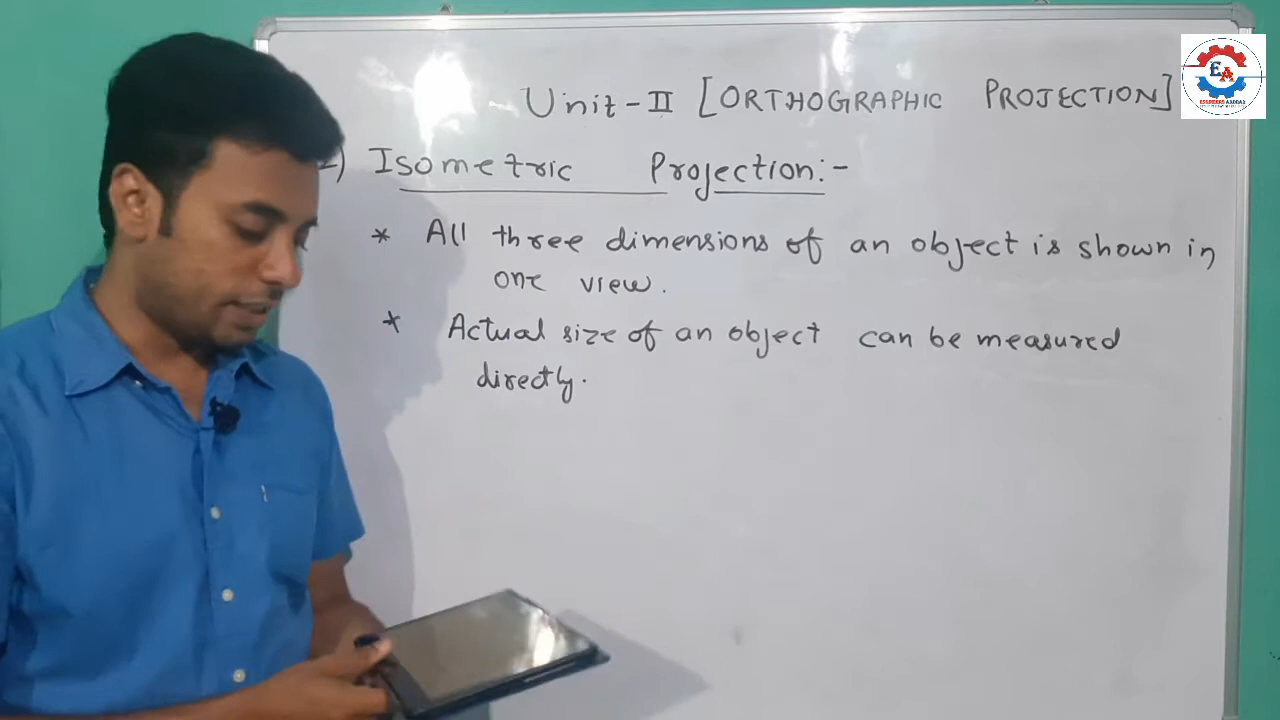 Unit-II [ORTHOGRAPHIC PROJECTION]
Isometric Projection:-
* All three dimensions of an object is shown in
one view.
* Actual size of an object can be measured
directly.